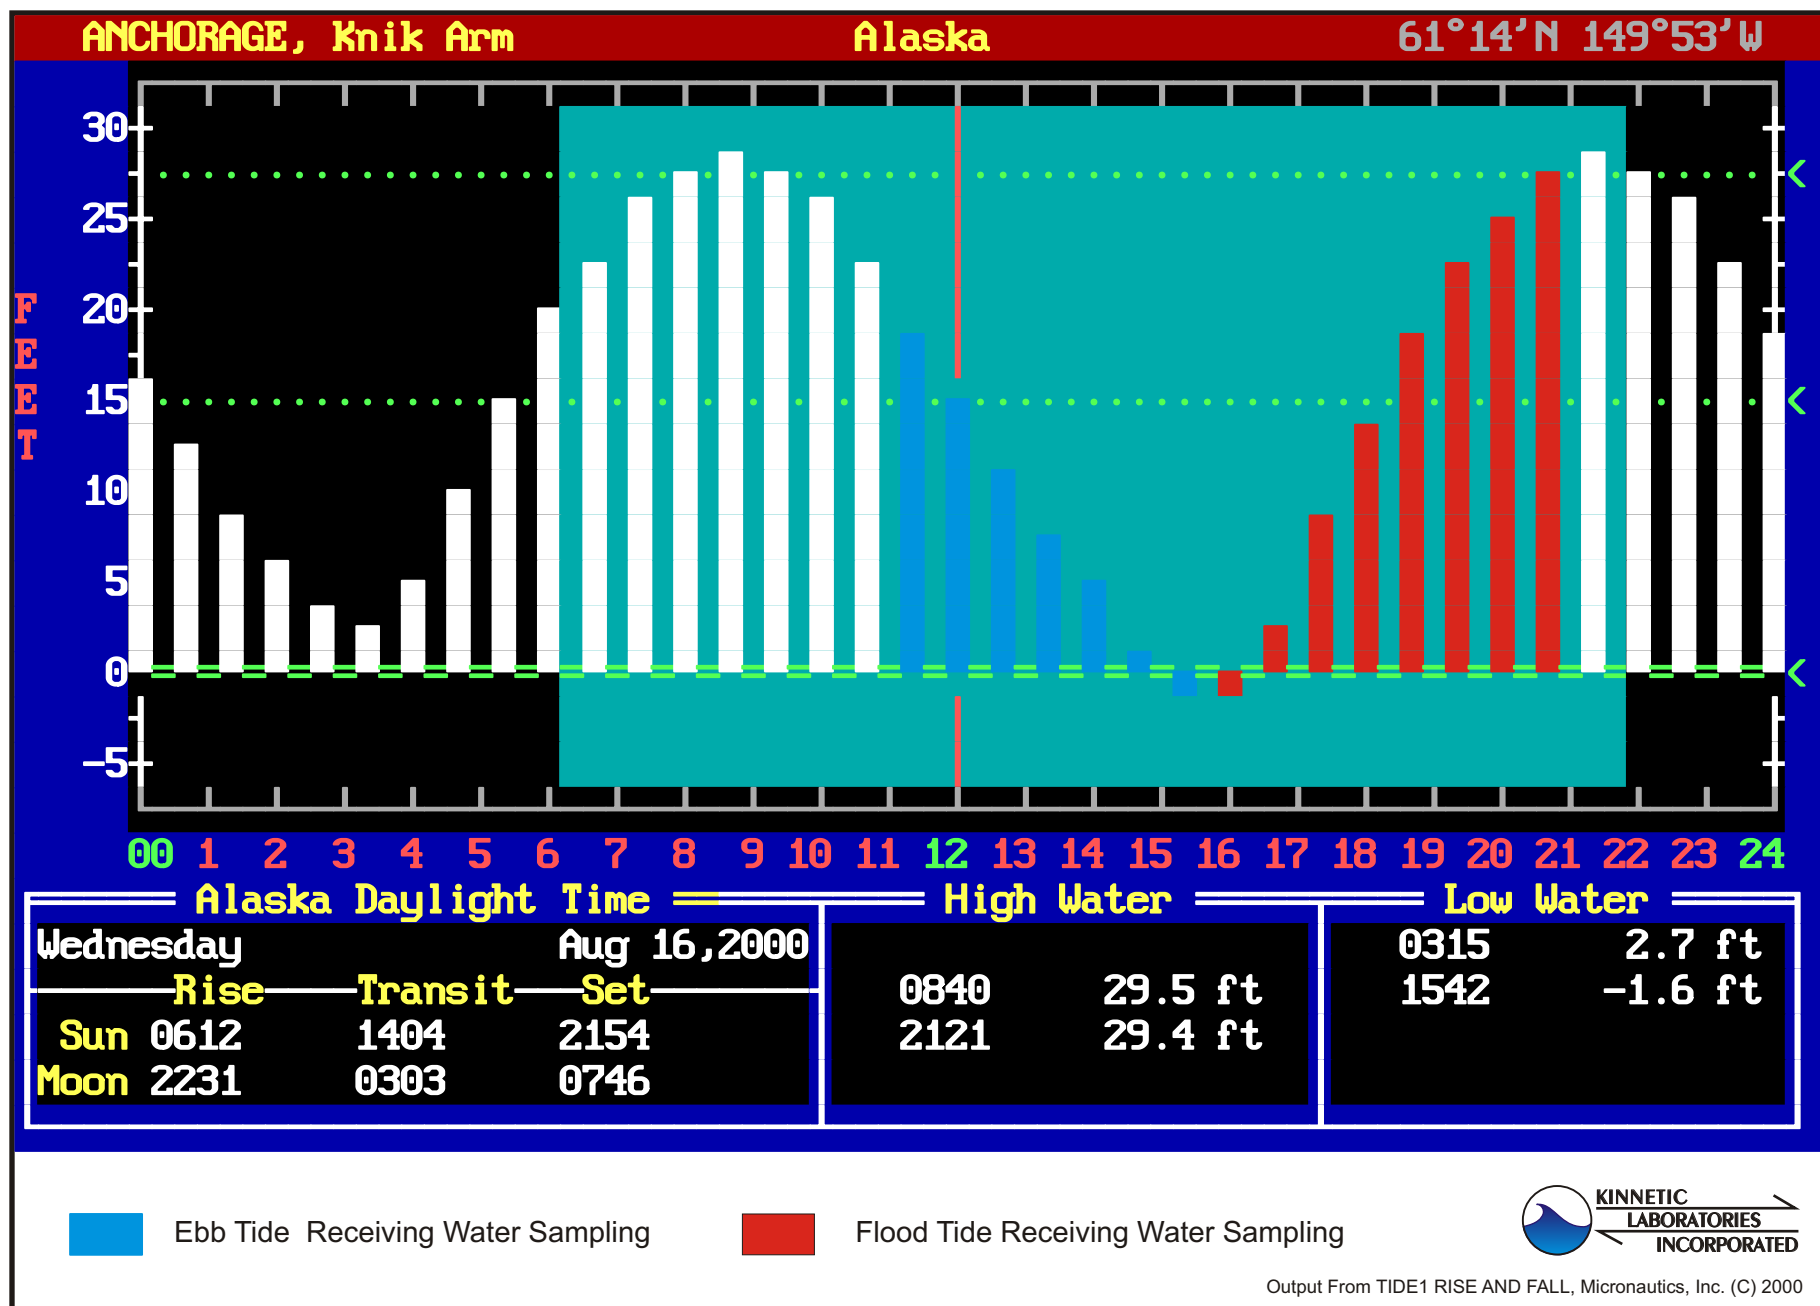 ANCHORAGE, Knik Arm Alaska 61°14'N 149°53'W
30
25
20
15
10
5
0
-5
FEET
00 1 2 3 4 5 6 7 8 9 10 11 12 13 14 15 16 17 18 19 20 21 22 23 24
Alaska Daylight Time High Water Low Water
Wednesday Aug 16,2000 0315 2.7 ft
Rise Transit Set 0840 29.5 ft 1542 -1.6 ft
Sun 0612 1404 2154 2121 29.4 ft
Moon 2231 0303 0746
Ebb Tide Receiving Water Sampling Flood Tide Receiving Water Sampling
KINNETIC
LABORATORIES
INCORPORATED
Output From TIDE1 RISE AND FALL, Micronautics, Inc. (C) 2000